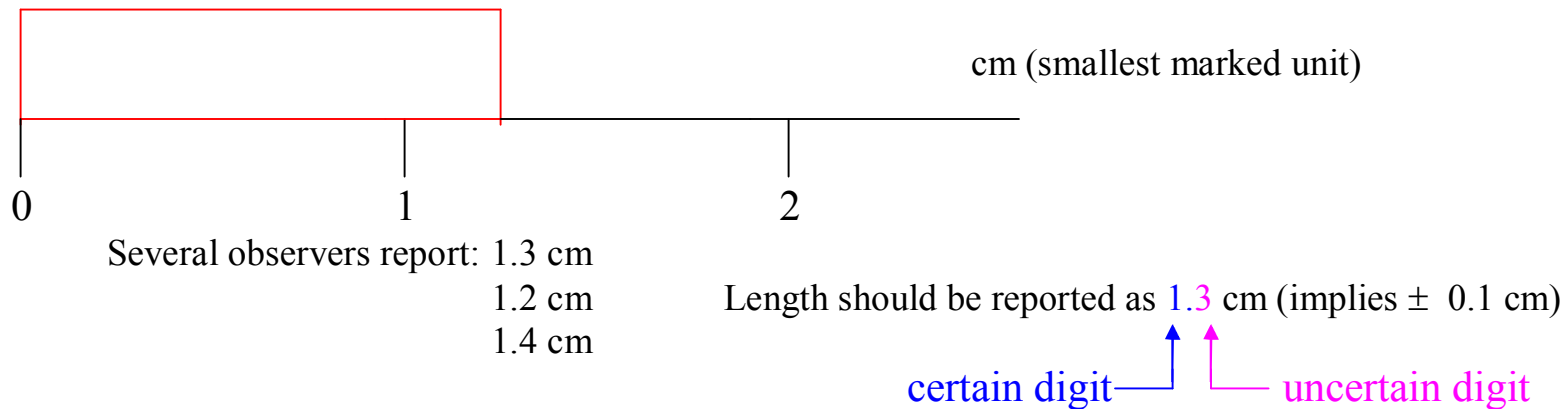 cm (smallest marked unit)
0 1 2
Several observers report: 1.3 cm
1.2 cm
Length should be reported as 1.3 cm (implies ± 0.1 cm)
1.4 cm
certain digit uncertain digit